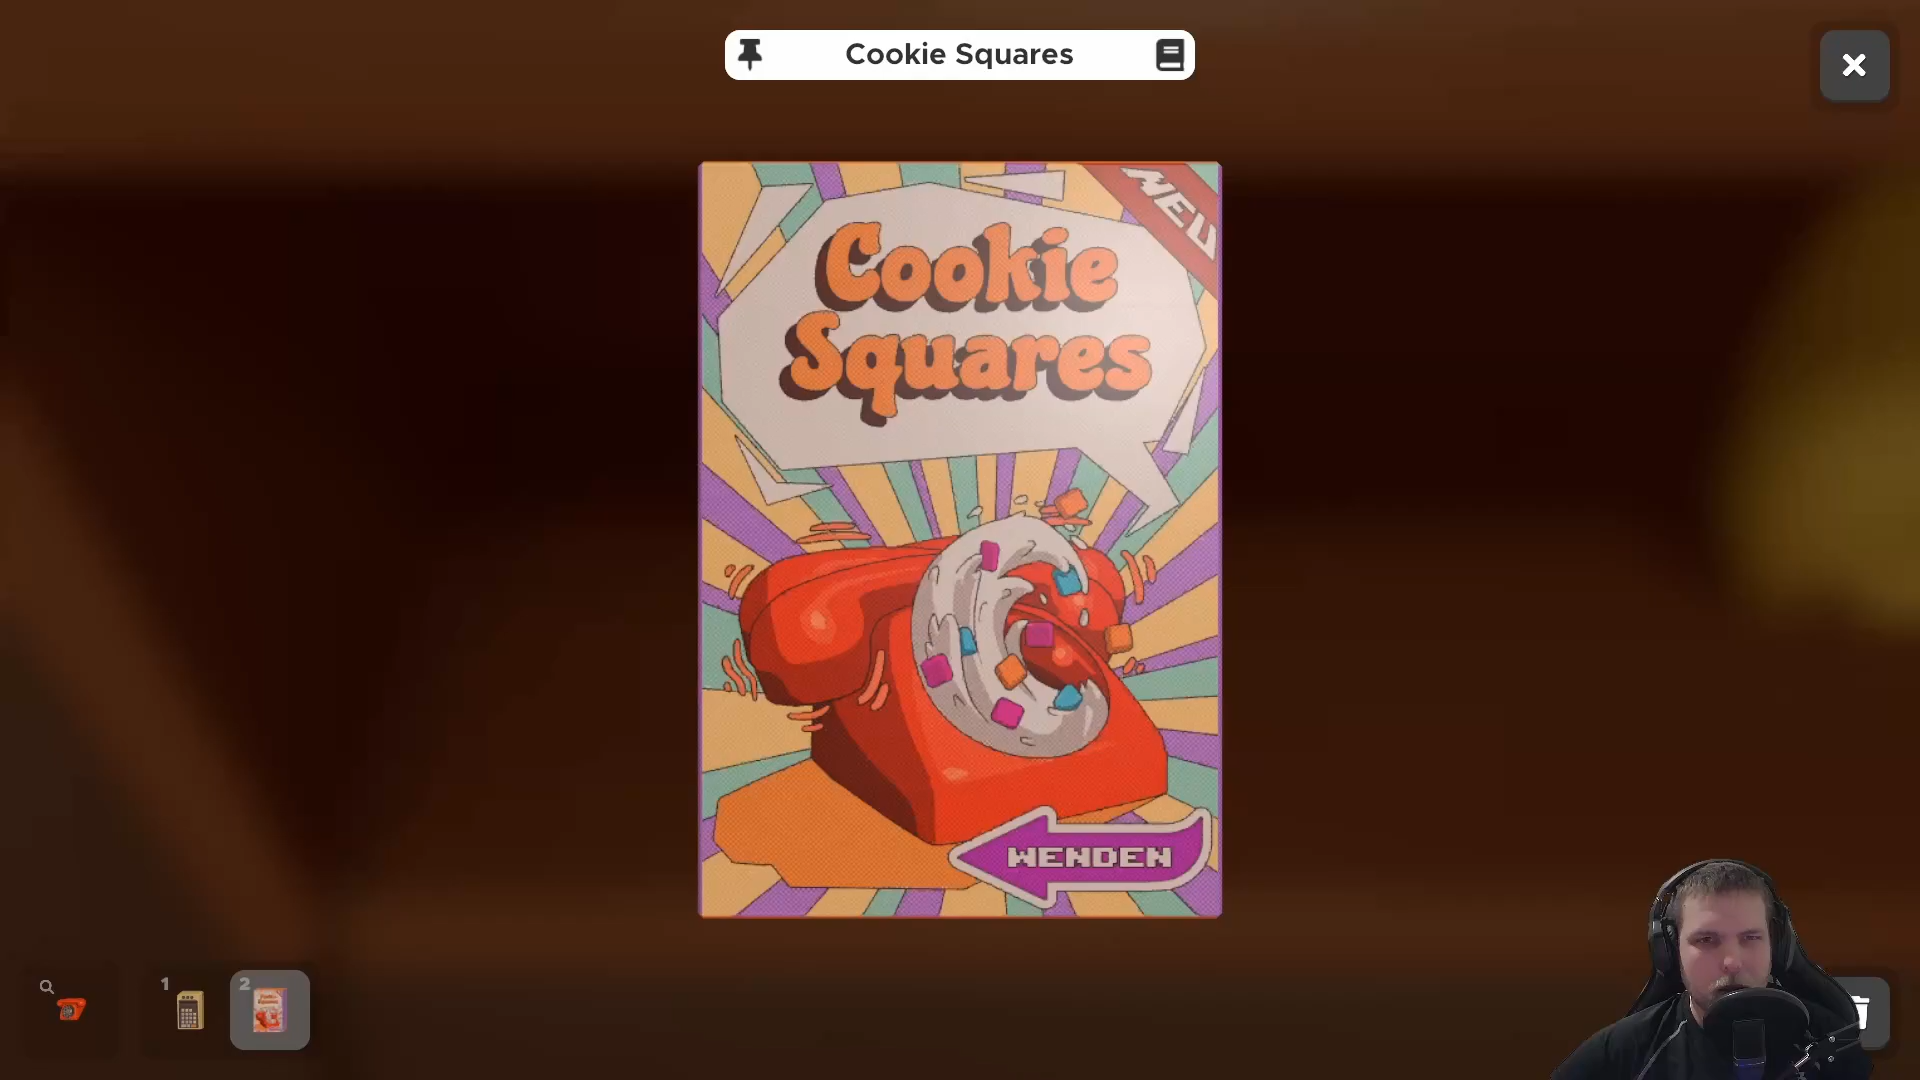 Cookie Squares
NEU
Cookie
Squares
WENDEN
1
2